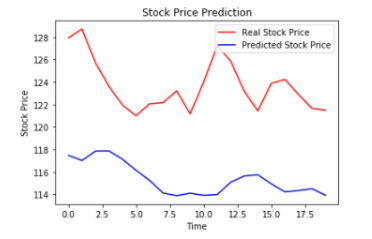 Stock Price Prediction
Real Stock Price
Predicted Stock Price
Stock Price
128
126
124
122
120
118
116
114
0.0 2.5 5.0 7.5 10.0 12.5 15.0 17.5
Time